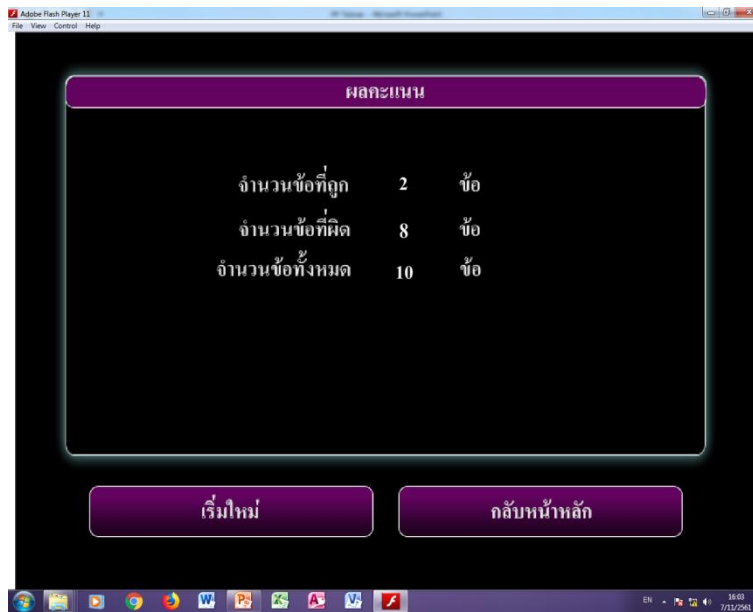 Adobe Flash Player 11
File View Control Help
ผลคะแนน
จำนวนข้อที่ถูก 2 ข้อ
จำนวนข้อที่ผิด 8 ข้อ
จำนวนข้อทั้งหมด 10 ข้อ
เริ่มใหม่ กลับหน้าหลัก
EN 16:03
7/11/2561